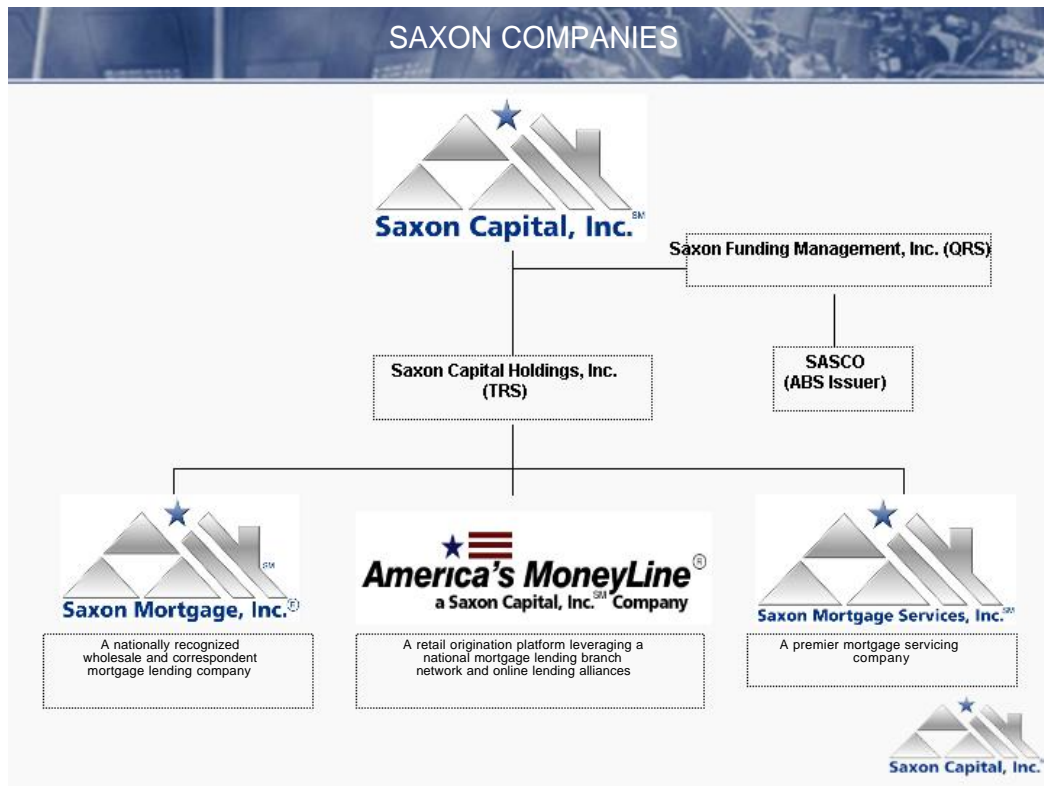 SAXON COMPANIES
Saxon Capital, Inc.℠
Saxon Funding Management, Inc. (QRS)
Saxon Capital Holdings, Inc.
(TRS)
SASCO
(ABS Issuer)
Saxon Mortgage, Inc.®
SM
A nationally recognized
wholesale and correspondent
mortgage lending company
America's MoneyLine®
a Saxon Capital, Inc.℠ Company
A retail origination platform leveraging a
national mortgage lending branch
network and online lending alliances
Saxon Mortgage Services, Inc.℠
A premier mortgage servicing
company
Saxon Capital, Inc.℠